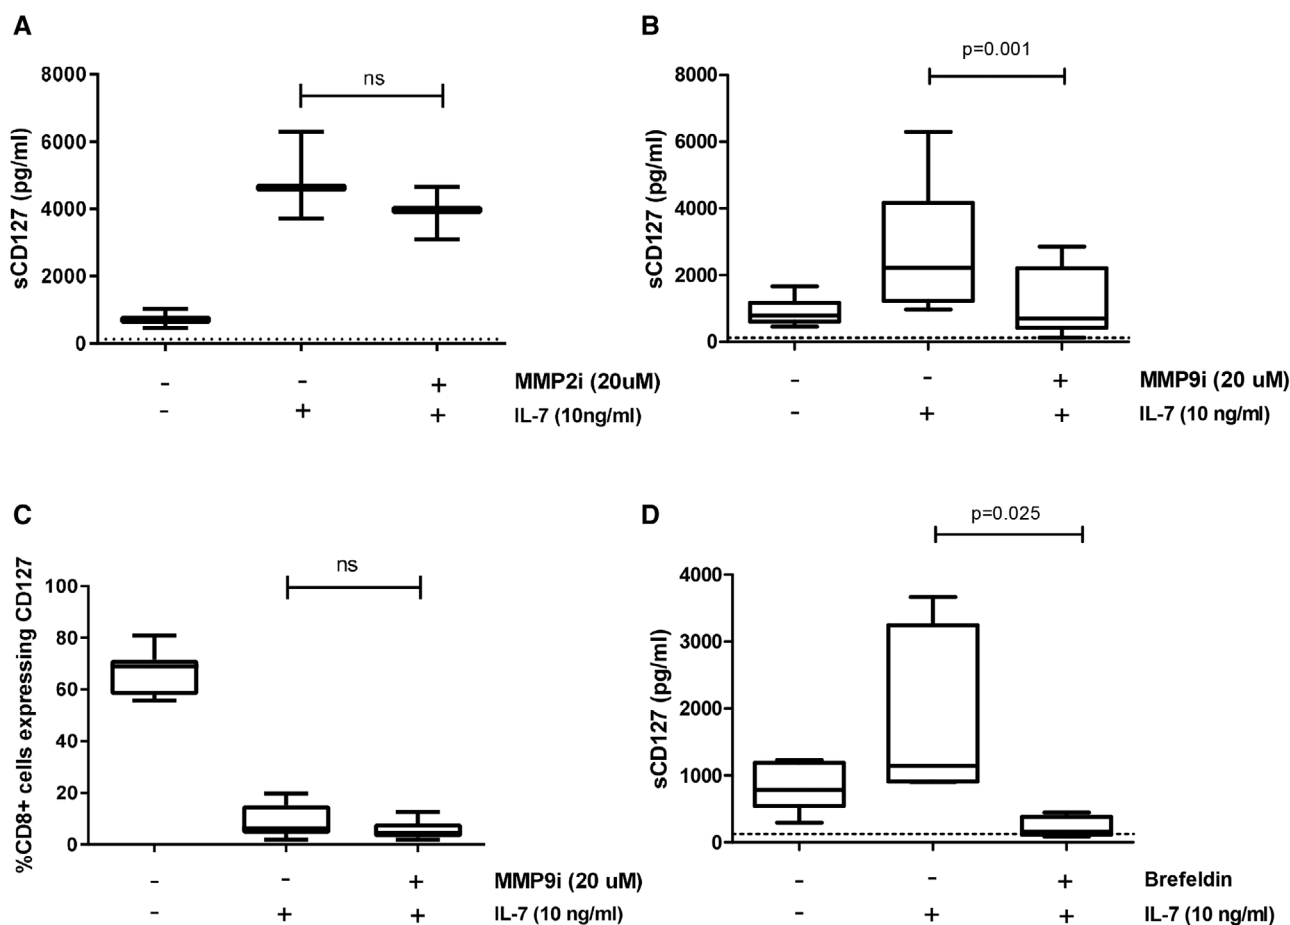 A
ns
8000
6000
4000
2000
0
sCD127 (pg/ml)
- - + MMP2i (20uM)
- + + IL-7 (10ng/ml)
B
p=0.001
8000
6000
4000
2000
0
sCD127 (pg/ml)
- - + MMP9i (20 uM)
- + + IL-7 (10 ng/ml)
C
ns
100
80
60
40
20
0
%CD8+ cells expressing CD127
- - + MMP9i (20 uM)
- + + IL-7 (10 ng/ml)
D
p=0.025
4000
3000
2000
1000
0
sCD127 (pg/ml)
- - + Brefeldin
- + + IL-7 (10 ng/ml)